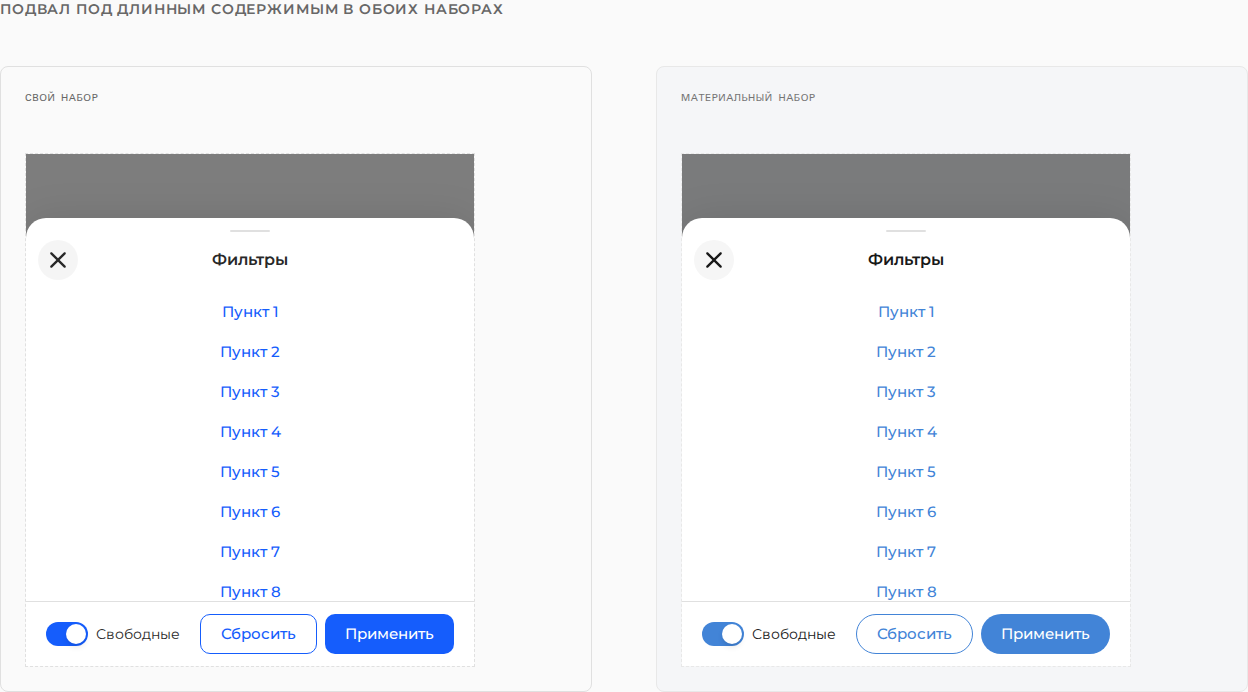 ПОДВАЛ ПОД ДЛИННЫМ СОДЕРЖИМЫМ В ОБОИХ НАБОРАХ
СВОЙ НАБОР
Фильтры
Пункт 1
Пункт 2
Пункт 3
Пункт 4
Пункт 5
Пункт 6
Пункт 7
Пункт 8
Свободные
Сбросить
Применить
МАТЕРИАЛЬНЫЙ НАБОР
Фильтры
Пункт 1
Пункт 2
Пункт 3
Пункт 4
Пункт 5
Пункт 6
Пункт 7
Пункт 8
Свободные
Сбросить
Применить